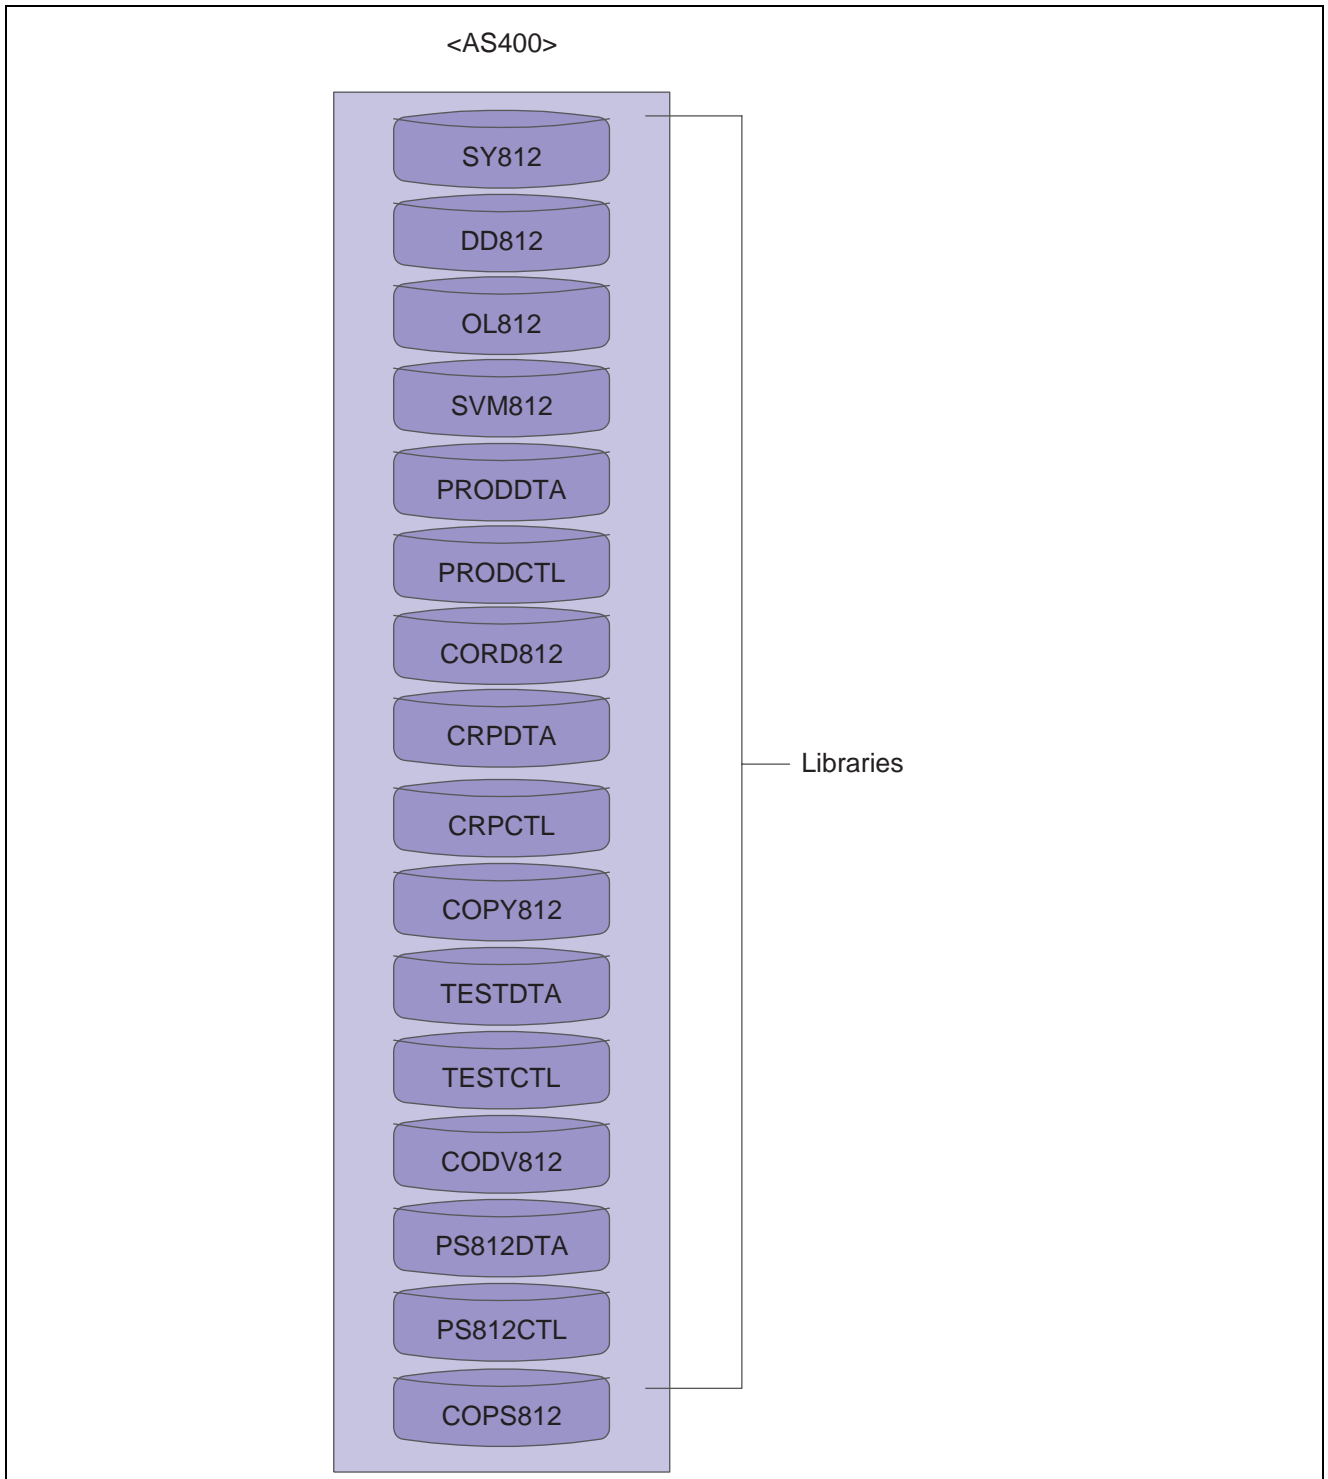 <AS400>
SY812
DD812
OL812
SVM812
PRODDTA
PRODCTL
CORD812
CRPDTA
Libraries
CRPCTL
COPY812
TESTDTA
TESTCTL
CODV812
PS812DTA
PS812CTL
COPS812